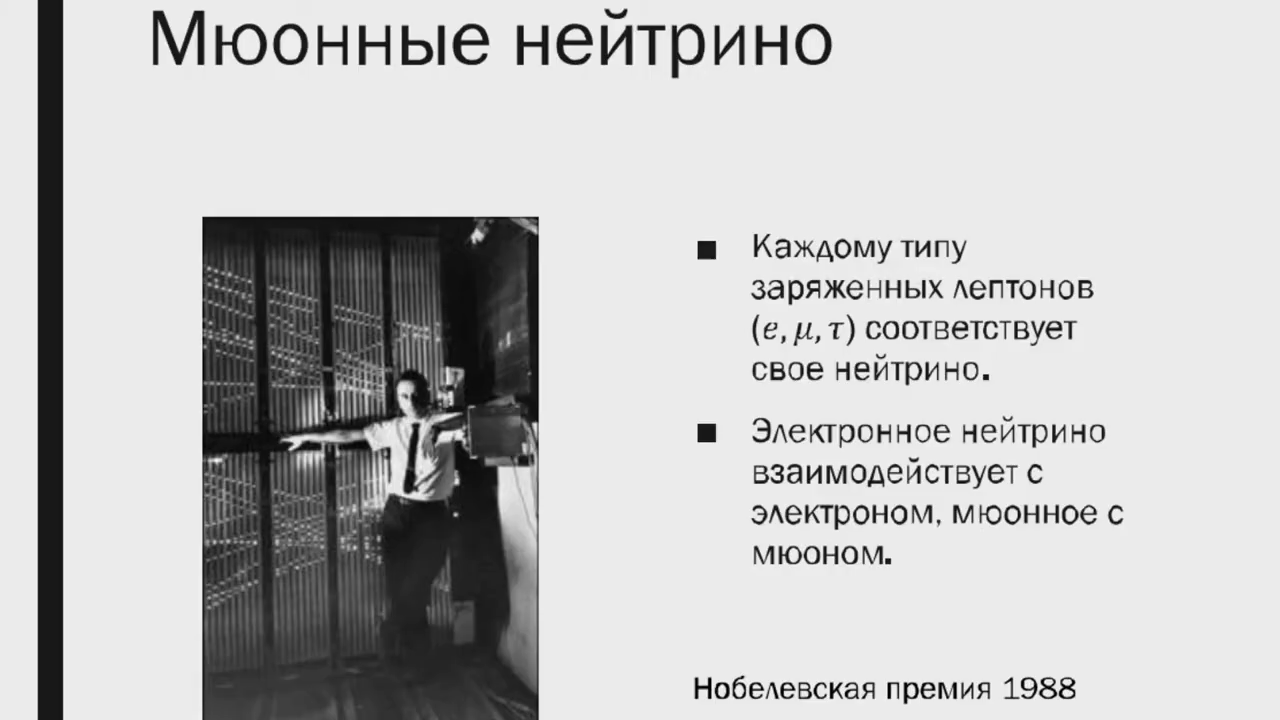 Мюонные нейтрино
Каждому типу
заряженных лептонов
(e, μ, τ) соответствует
свое нейтрино.
Электронное нейтрино
взаимодействует с
электроном, мюонное с
мюоном.
Нобелевская премия 1988